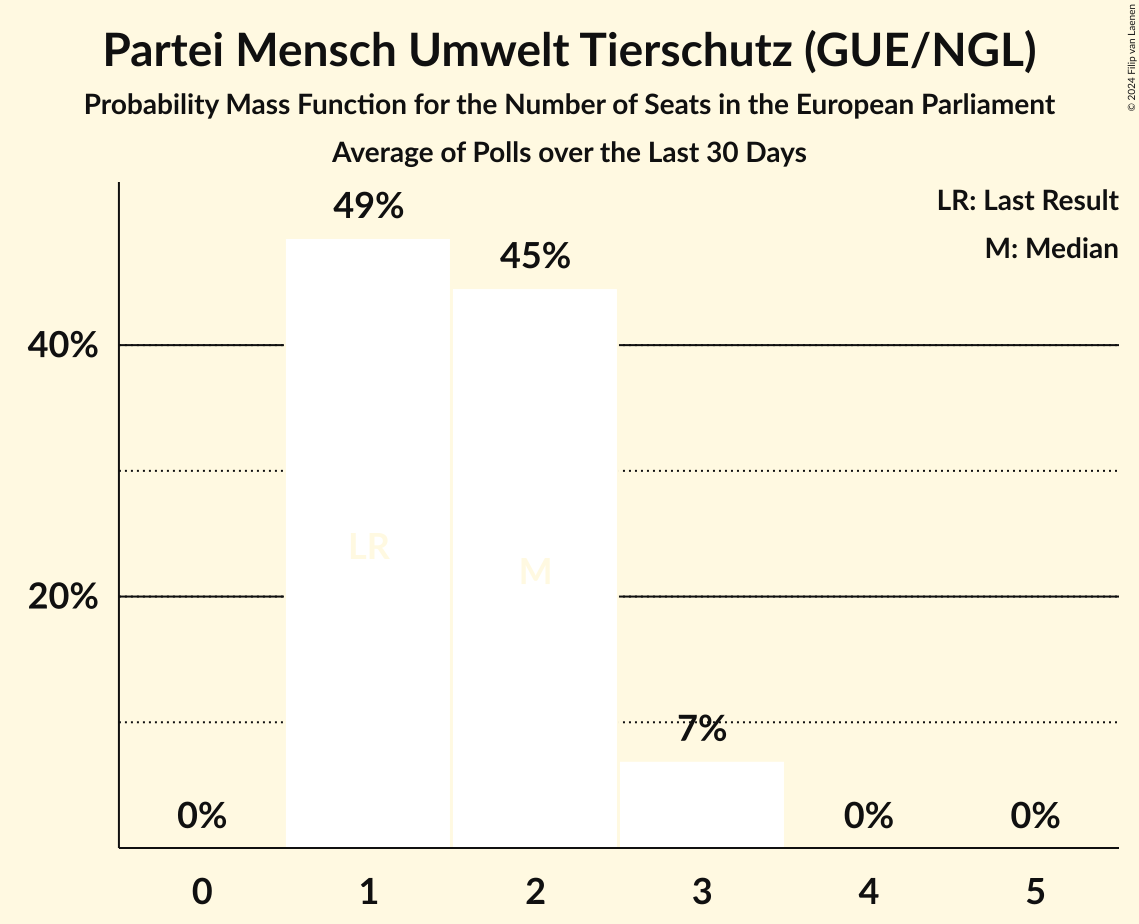 Partei Mensch Umwelt Tierschutz (GUE/NGL)
Probability Mass Function for the Number of Seats in the European Parliament
Average of Polls over the Last 30 Days
© 2024 Filip van Laenen
LR: Last Result
M: Median
49%
45%
40%
LR
M
20%
7%
0%
0%
0%
0 1 2 3 4 5